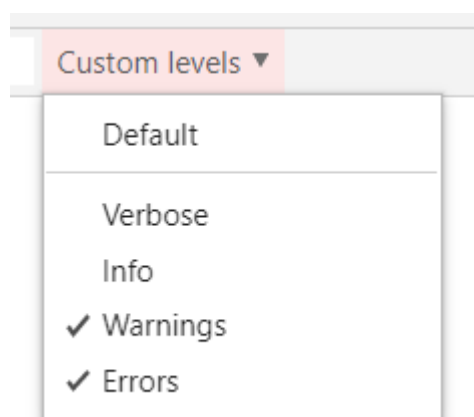 Custom levels ▼
Default
Verbose
Info
✓ Warnings
✓ Errors